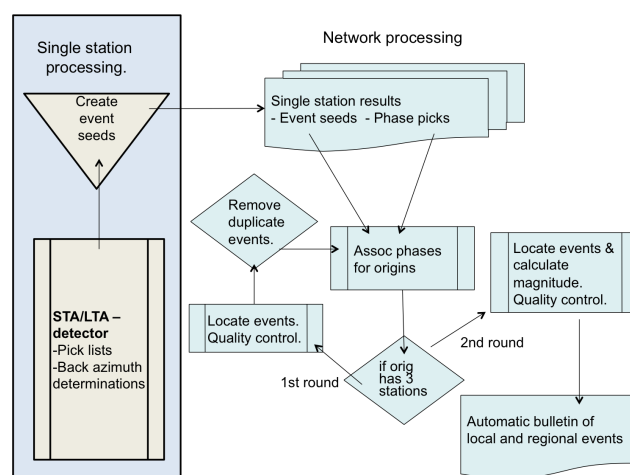 Single station
processing.
Create
event
seeds
STA/LTA –
detector
-Pick lists
-Back azimuth
determinations
Network processing
Single station results
- Event seeds - Phase picks
Remove
duplicate
events.
Assoc phases
for origins
Locate events &
calculate
magnitude.
Quality control.
Locate events.
Quality control.
1st round
if orig
has 3
stations
2nd round
Automatic bulletin of
local and regional events